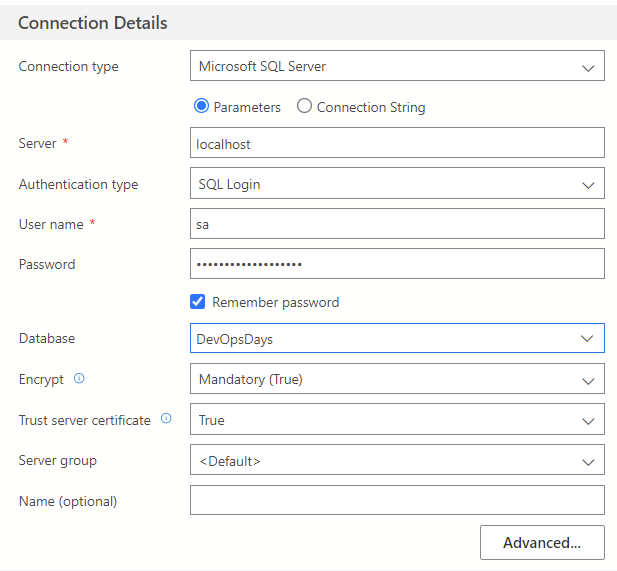 Connection Details
Connection type Microsoft SQL Server
Parameters Connection String
Server * localhost
Authentication type SQL Login
User name * sa
Password •••••••••••••••••••
Remember password
Database DevOpsDays
Encrypt Mandatory (True)
Trust server certificate True
Server group <Default>
Name (optional)
Advanced...